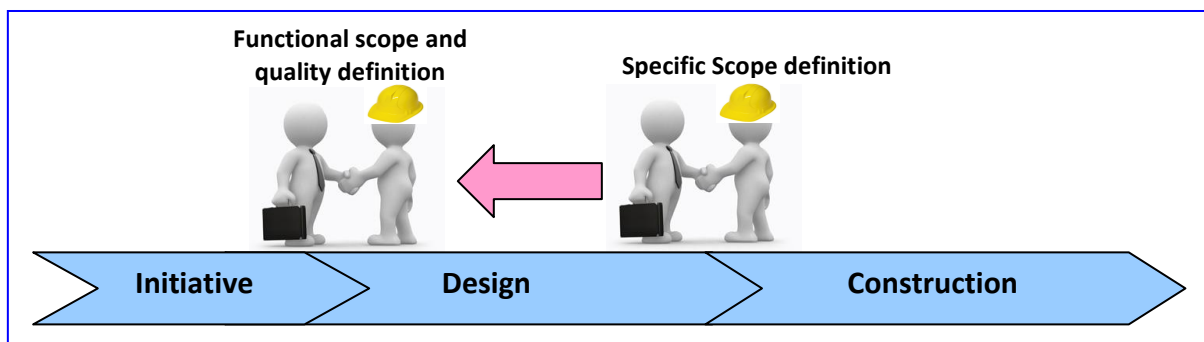 Functional scope and
quality definition
Specific Scope definition
Initiative
Design
Construction